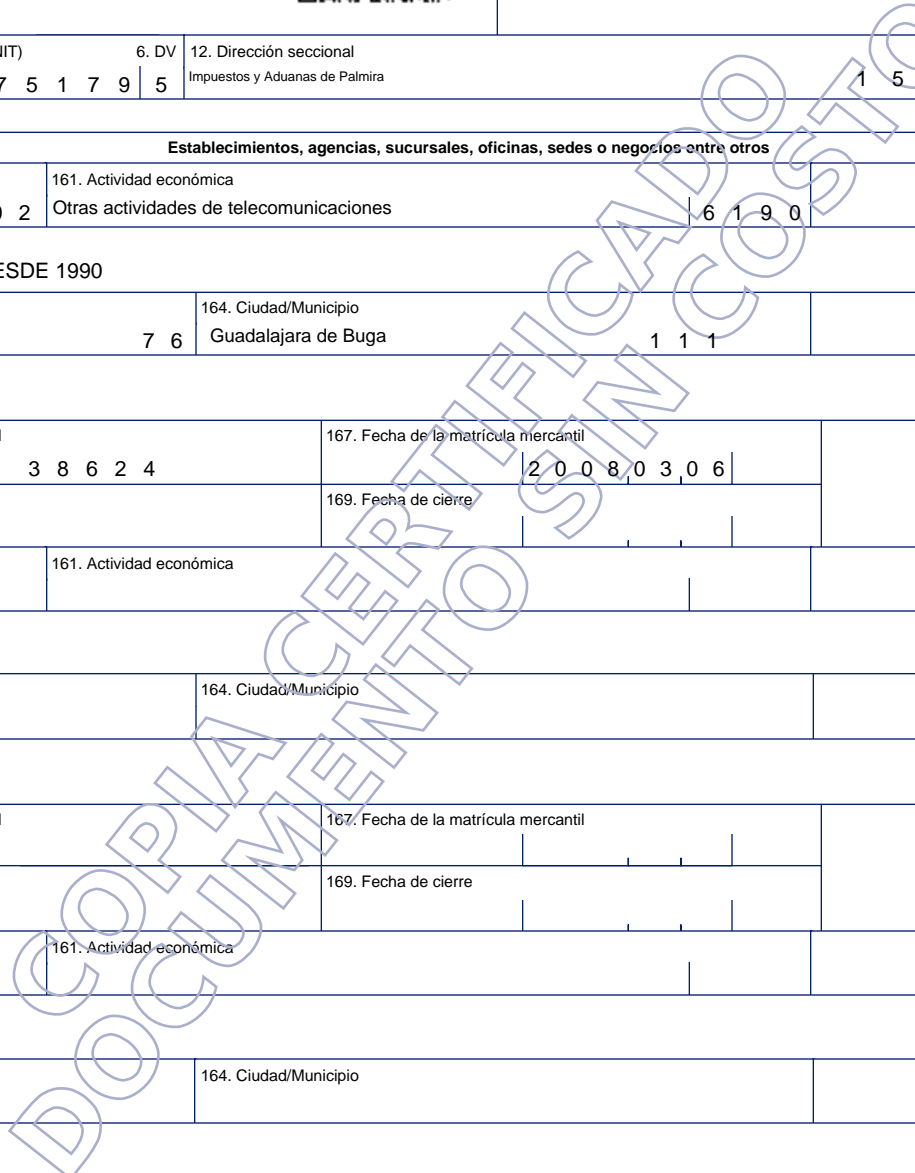 NIT) 6. DV 12. Dirección seccional
7 5 1 7 9 5 Impuestos y Aduanas de Palmira 1 5
Establecimientos, agencias, sucursales, oficinas, sedes o negocios entre otros
161. Actividad económica
0 2 Otras actividades de telecomunicaciones 6 1 9 0
ESDE 1990
164. Ciudad/Municipio
7 6 Guadalajara de Buga 1 1 1
167. Fecha de la matrícula mercantil
3 8 6 2 4 2 0 0 8 0 3 0 6
169. Fecha de cierre
161. Actividad económica
164. Ciudad/Municipio
167. Fecha de la matrícula mercantil
169. Fecha de cierre
161. Actividad económica
164. Ciudad/Municipio
COPIA CERTIFICADO
DOCUMENTO SIN COSTO